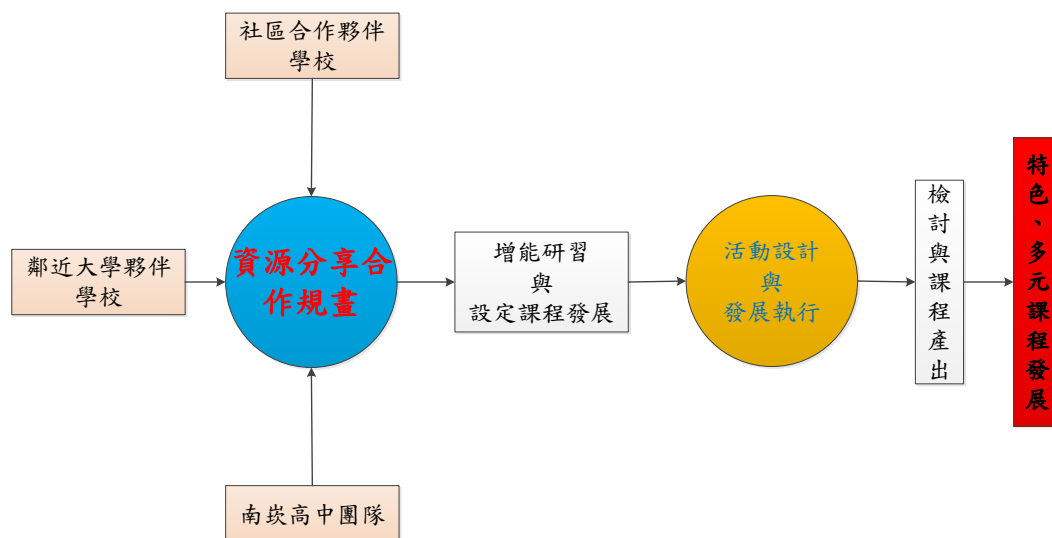 社區合作夥伴
學校
鄰近大學夥伴
學校
資源分享合
作規畫
南崁高中團隊
增能研習
與
設定課程發展
活動設計
與
發展執行
檢討與課程產出
特色、多元課程發展